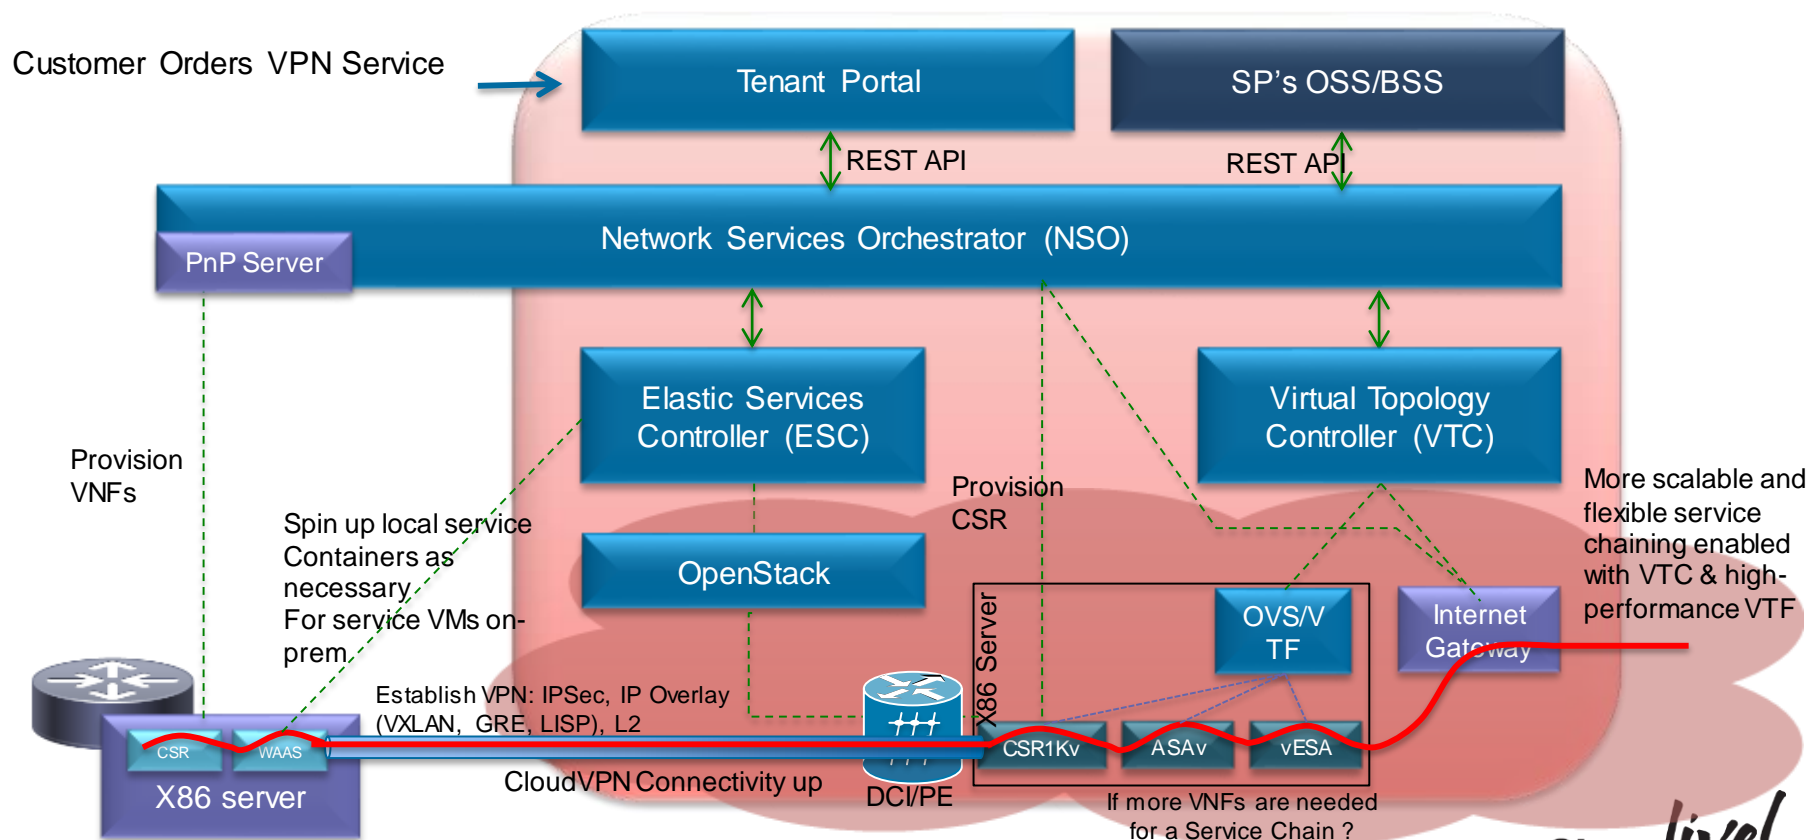 Customer Orders VPN Service
Tenant Portal
SP's OSS/BSS
REST API
REST API
Network Services Orchestrator (NSO)
PnP Server
Elastic Services
Controller (ESC)
Virtual Topology
Controller (VTC)
Provision
VNFs
Provision
CSR
More scalable and
flexible service
chaining enabled
with VTC & high-
performance VTF
Spin up local service
Containers as
necessary
For service VMs on-
prem
OpenStack
X86 Server
OVS/V
TF
Internet
Gateway
Establish VPN: IPSec, IP Overlay
(VXLAN, GRE, LISP), L2
CSR
WAAS
CSR1Kv
ASAv
vESA
X86 server
CloudVPN Connectivity up
DCI/PE
If more VNFs are needed
for a Service Chain ?
live!